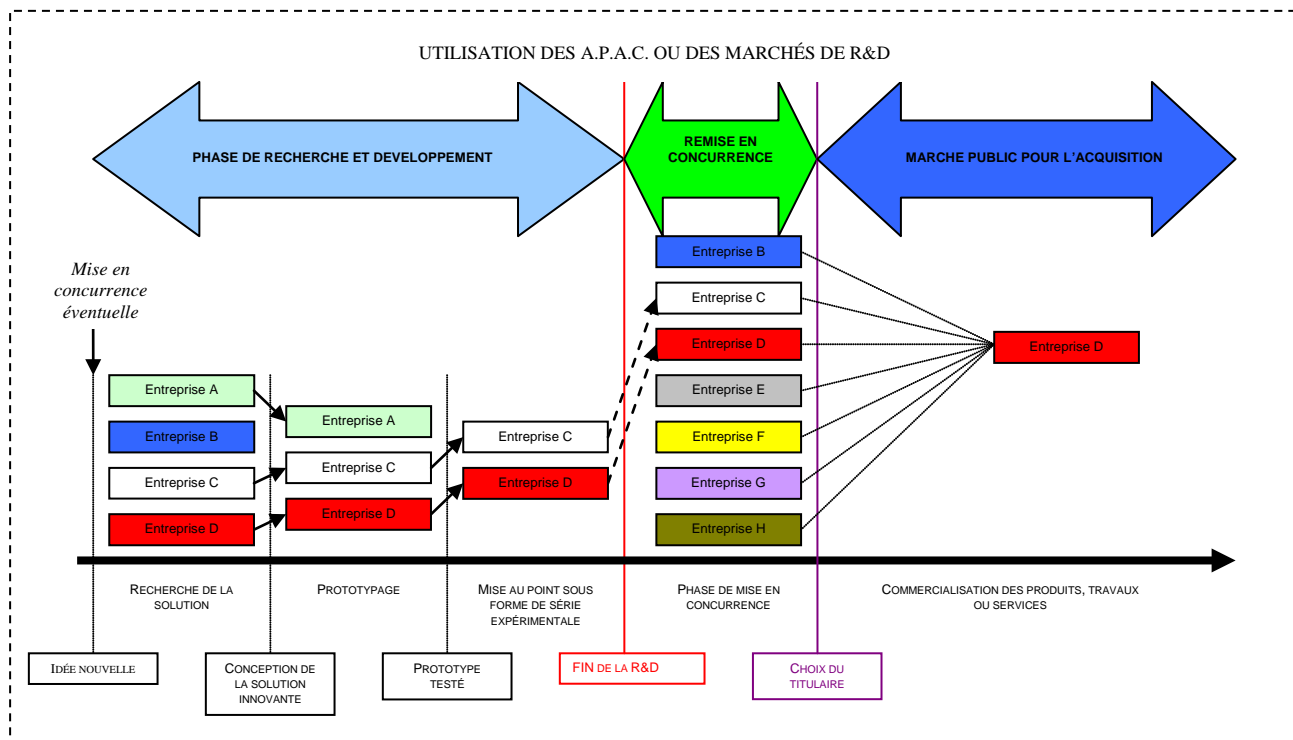 UTILISATION DES A.P.A.C. OU DES MARCHÉS DE R&D
PHASE DE RECHERCHE ET DEVELOPPEMENT
REMISE EN
CONCURRENCE
MARCHE PUBLIC POUR L'ACQUISITION
Mise en
concurrence
éventuelle
Entreprise A
Entreprise B
Entreprise C
Entreprise D
Entreprise A
Entreprise C
Entreprise D
Entreprise C
Entreprise D
Entreprise B
Entreprise C
Entreprise D
Entreprise E
Entreprise F
Entreprise G
Entreprise H
Entreprise D
RECHERCHE DE LA
SOLUTION
PROTOTYPAGE
MISE AU POINT SOUS
FORME DE SÉRIE
EXPÉRIMENTALE
PHASE DE MISE EN
CONCURRENCE
COMMERCIALISATION DES PRODUITS, TRAVAUX
OU SERVICES
IDÉE NOUVELLE
CONCEPTION DE
LA SOLUTION
INNOVANTE
PROTOTYPE
TESTÉ
FIN DE LA R&D
CHOIX DU
TITULAIRE